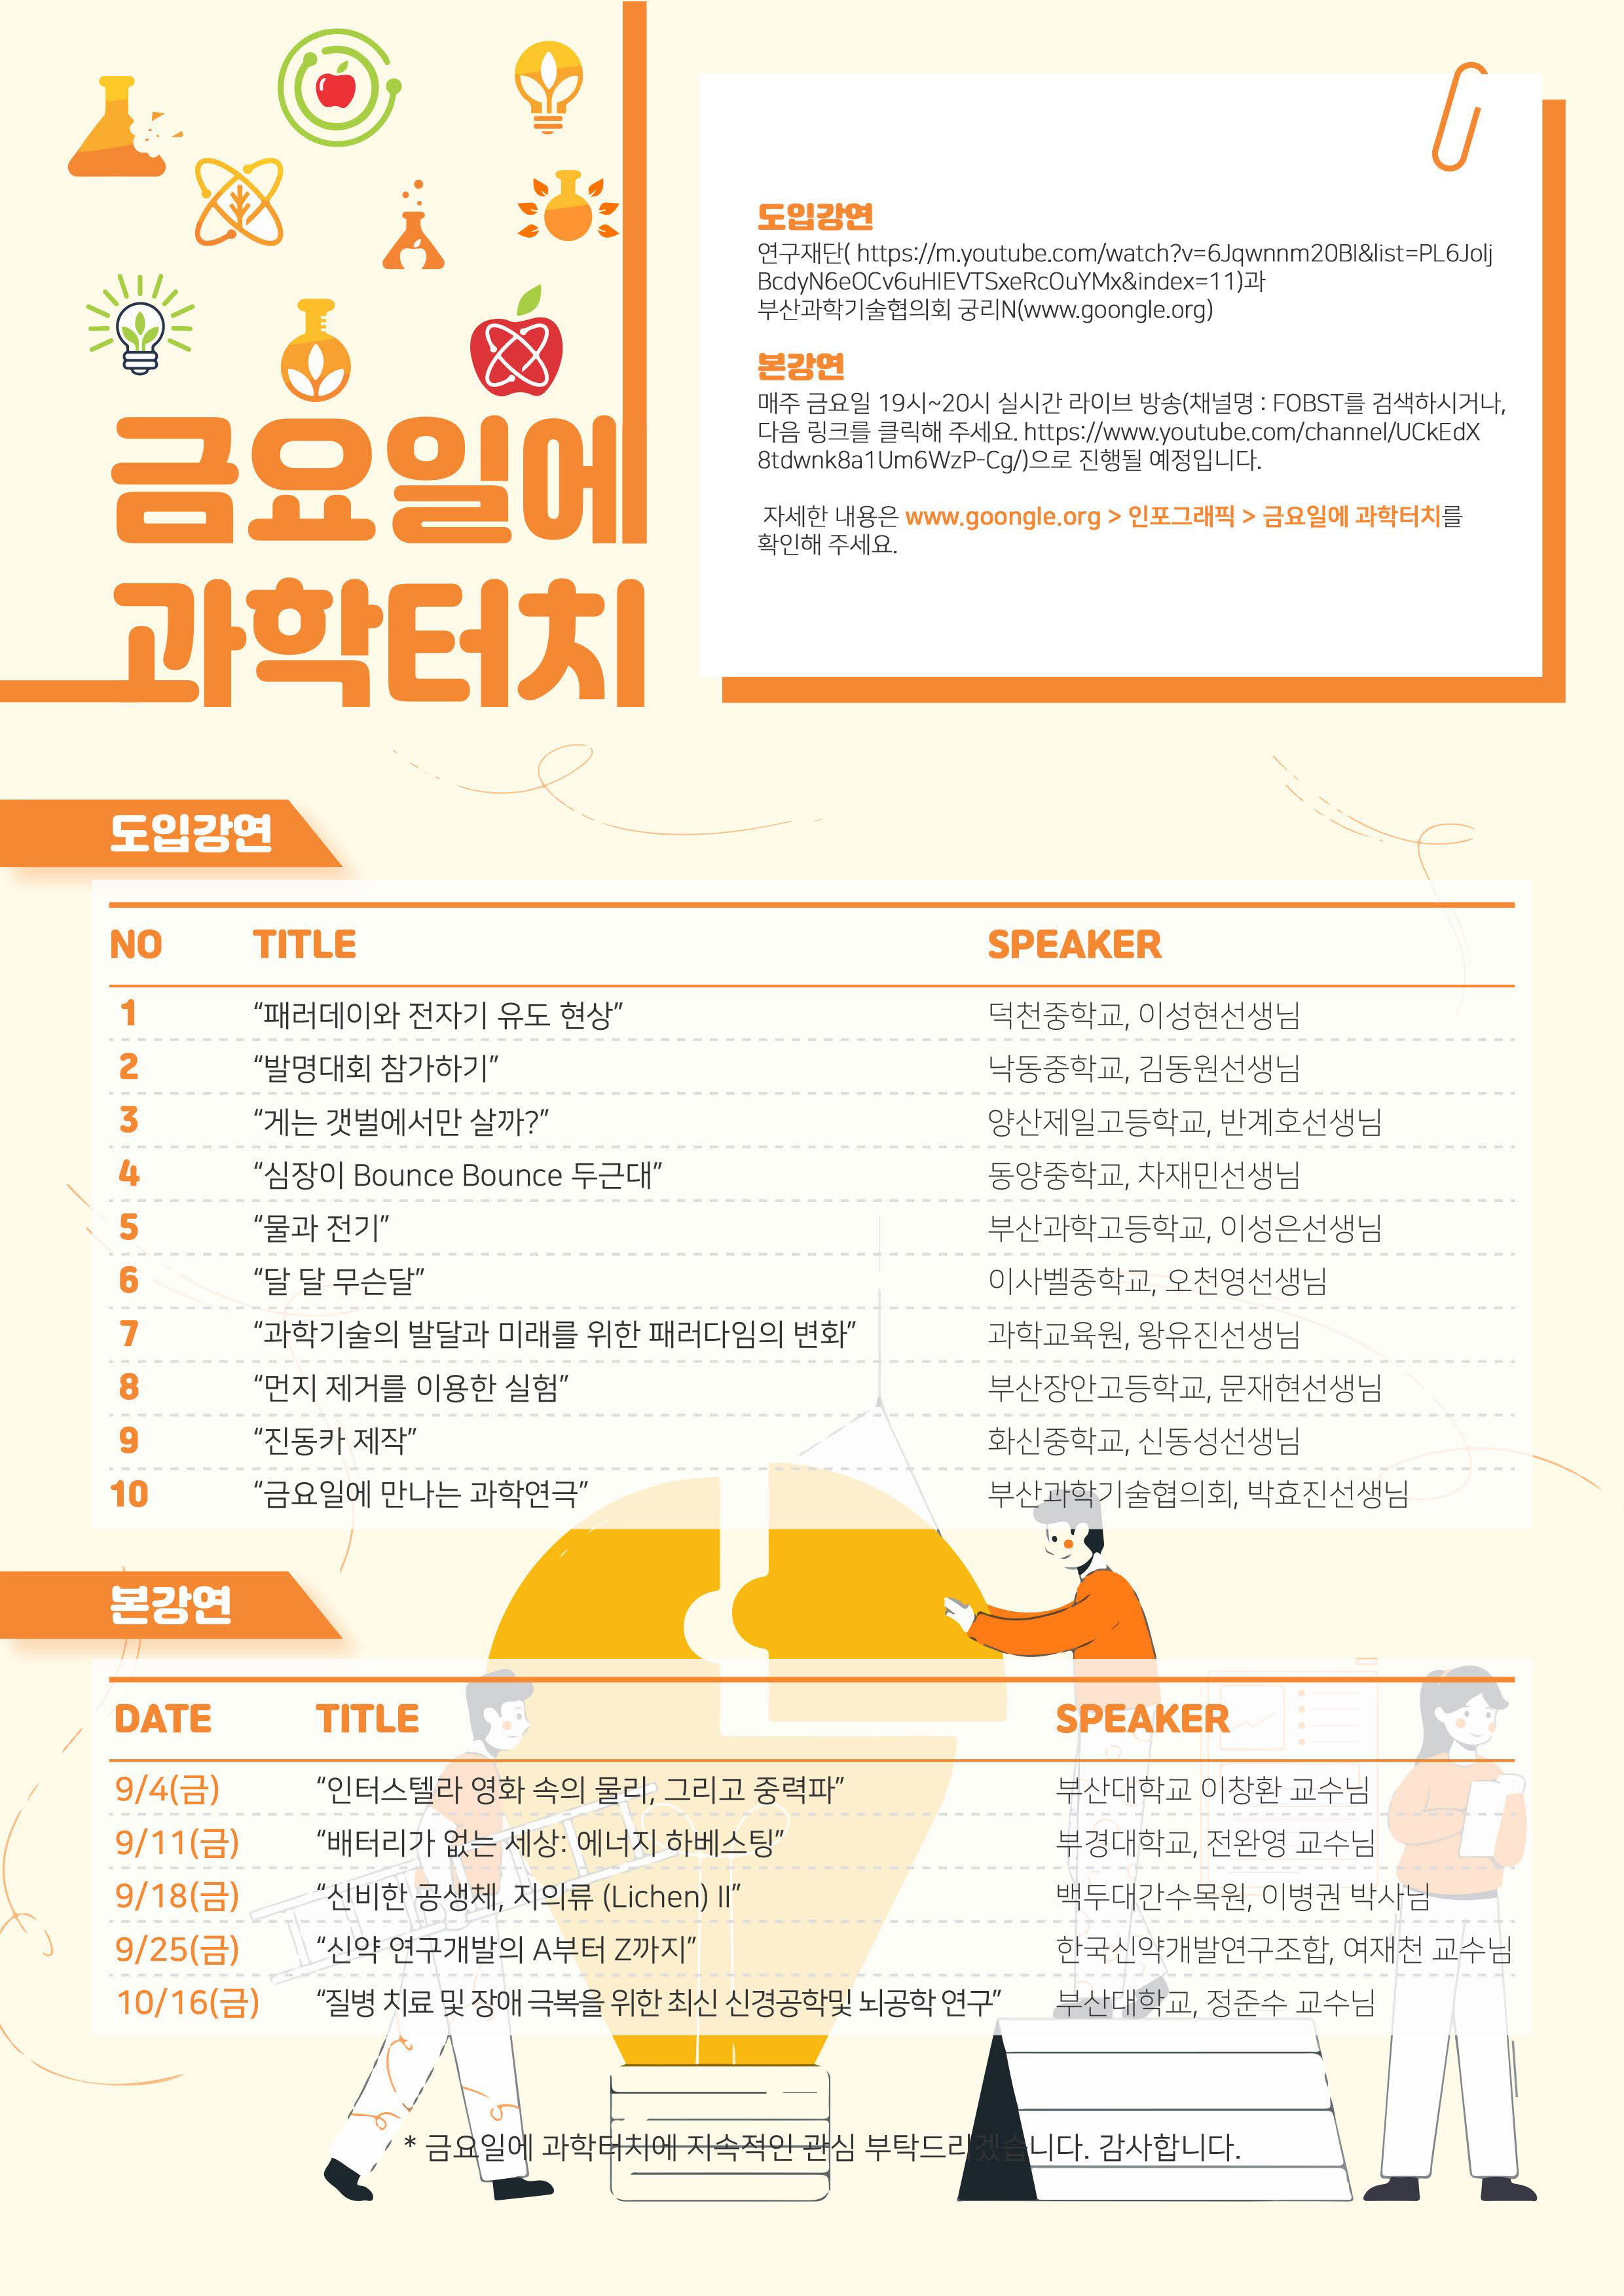 금요일에
과학터치
도입강연
연구재단( https://m.youtube.com/watch?v=6Jqwnnm20BI&list=PL6Jolj
BcdyN6eOCv6uHIEVTSxeRcOuYMx&index=11)과
부산과학기술협의회 궁리N(www.goongle.org)
본강연
매주 금요일 19시~20시 실시간 라이브 방송(채널명 : FOBST를 검색하시거나,
다음 링크를 클릭해 주세요. https://www.youtube.com/channel/UCkEdX
8tdwnk8a1Um6WzP-Cg/)으로 진행될 예정입니다.
자세한 내용은 www.goongle.org > 인포그래픽 > 금요일에 과학터치를
확인해 주세요.
도입강연
NO TITLE SPEAKER
1 “패러데이와 전자기 유도 현상” 덕천중학교, 이성현선생님
2 “발명대회 참가하기” 낙동중학교, 김동원선생님
3 “게는 갯벌에서만 살까?” 양산제일고등학교, 반계호선생님
4 “심장이 Bounce Bounce 두근대” 동양중학교, 차재민선생님
5 “물과 전기” 부산과학고등학교, 이성은선생님
6 “달 달 무슨달” 이사벨중학교, 오천영선생님
7 “과학기술의 발달과 미래를 위한 패러다임의 변화” 과학교육원, 왕유진선생님
8 “먼지 제거를 이용한 실험” 부산장안고등학교, 문재현선생님
9 “진동카 제작” 화신중학교, 신동성선생님
10 “금요일에 만나는 과학연극” 부산과학기술협의회, 박효진선생님
본강연
DATE TITLE SPEAKER
9/4(금) “인터스텔라 영화 속의 물리, 그리고 중력파” 부산대학교 이창환 교수님
9/11(금) “배터리가 없는 세상: 에너지 하베스팅” 부경대학교, 전완영 교수님
9/18(금) “신비한 공생체, 지의류 (Lichen) II” 백두대간수목원, 이병권 박사님
9/25(금) “신약 연구개발의 A부터 Z까지” 한국신약개발연구조합, 여재천 교수님
10/16(금) “질병 치료 및 장애 극복을 위한 최신 신경공학및 뇌공학 연구” 부산대학교, 정준수 교수님
* 금요일에 과학터치에 지속적인 관심 부탁드리겠습니다. 감사합니다.